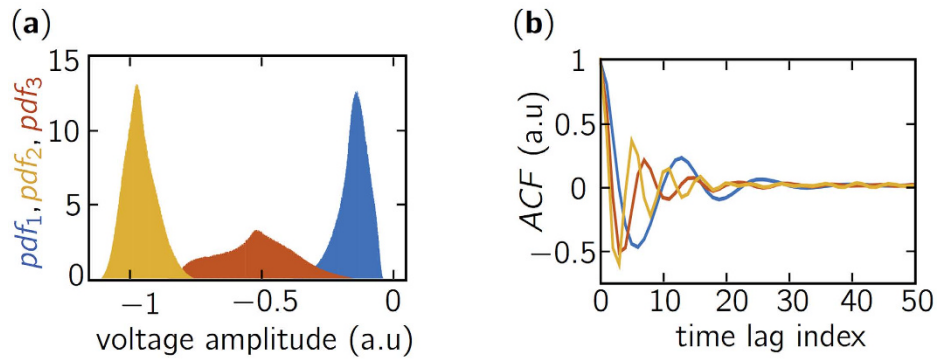 (a)
pdf1, pdf2, pdf3
15
10
5
0
−1
−0.5
0
voltage amplitude (a.u)
(b)
ACF (a.u)
1
0.5
0
−0.5
0
10
20
30
40
50
time lag index